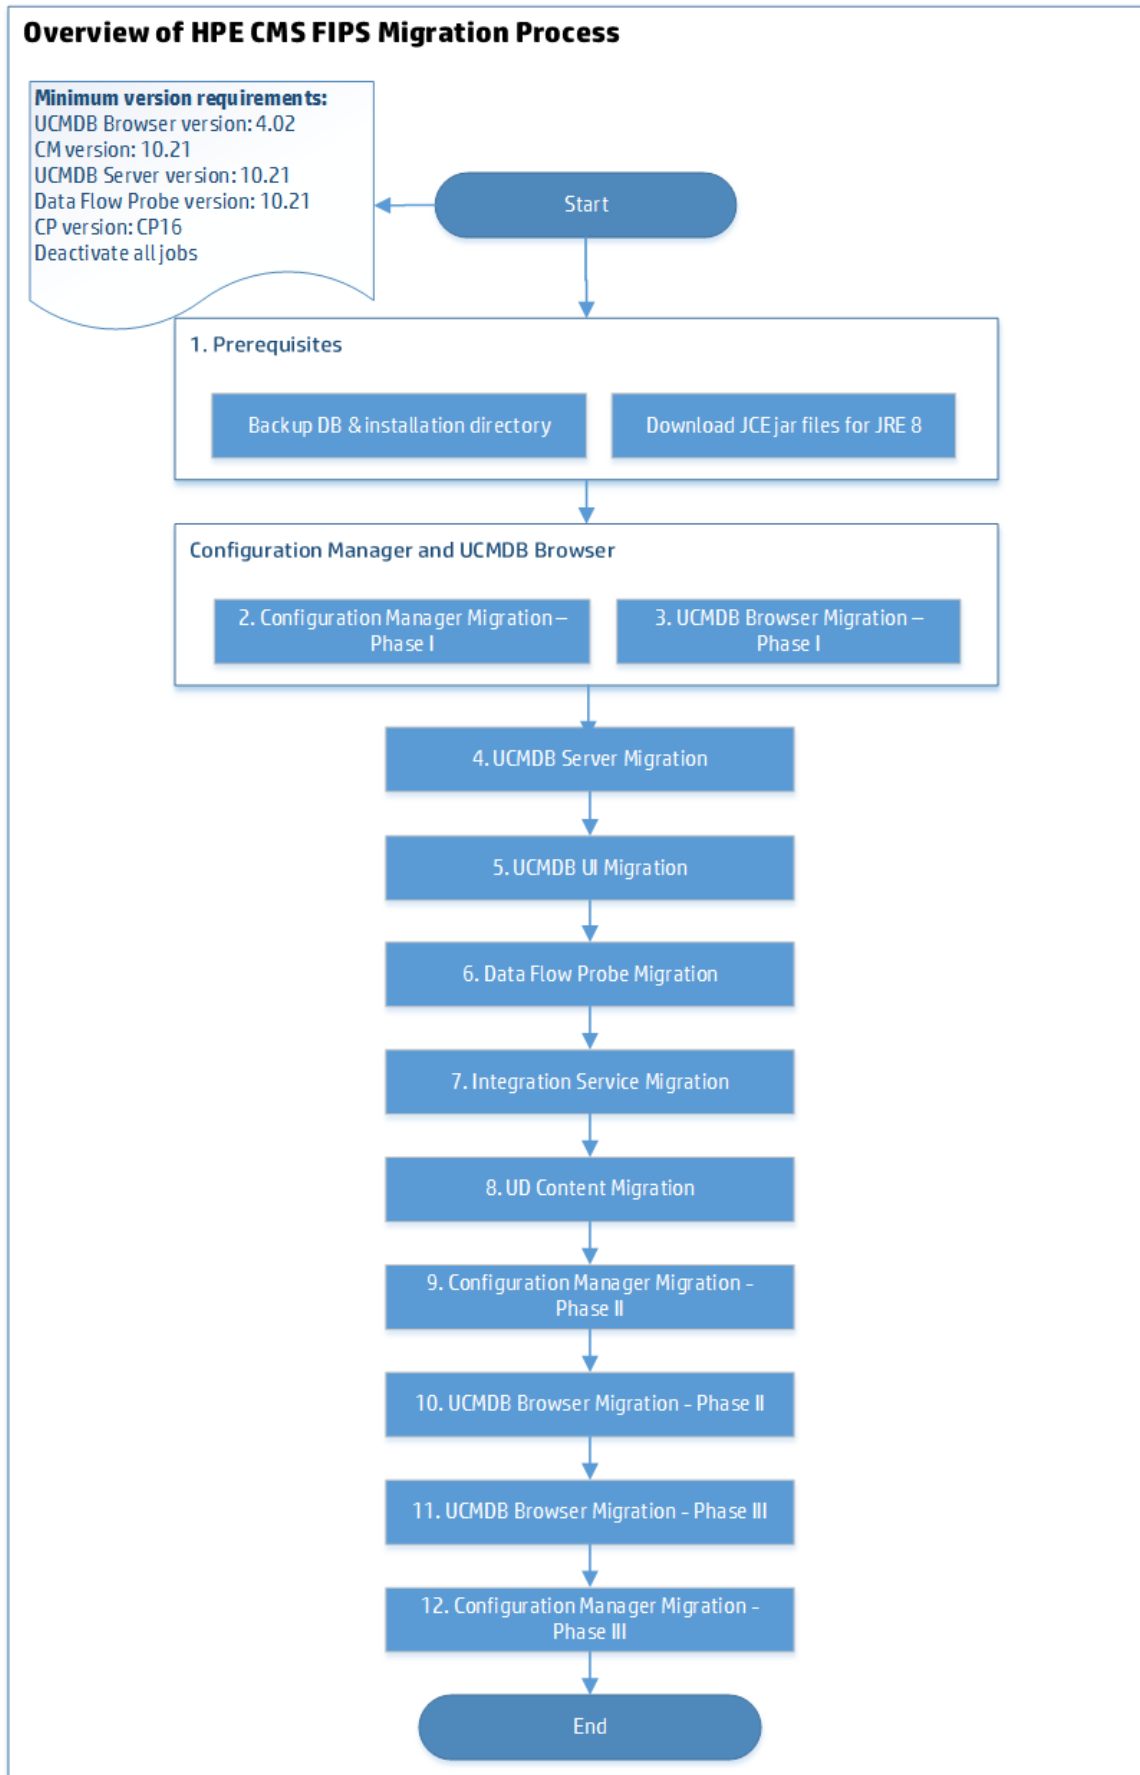 Overview of HPE CMS FIPS Migration Process
Minimum version requirements:
UCMDB Browser version: 4.02
CM version: 10.21
UCMDB Server version: 10.21
Data Flow Probe version: 10.21
CP version: CP16
Deactivate all jobs
Start
1. Prerequisites
Backup DB & installation directory
Download JCE jar files for JRE 8
Configuration Manager and UCMDB Browser
2. Configuration Manager Migration –
Phase I
3. UCMDB Browser Migration –
Phase I
4. UCMDB Server Migration
5. UCMDB UI Migration
6. Data Flow Probe Migration
7. Integration Service Migration
8. UD Content Migration
9. Configuration Manager Migration -
Phase II
10. UCMDB Browser Migration - Phase II
11. UCMDB Browser Migration - Phase III
12. Configuration Manager Migration -
Phase III
End